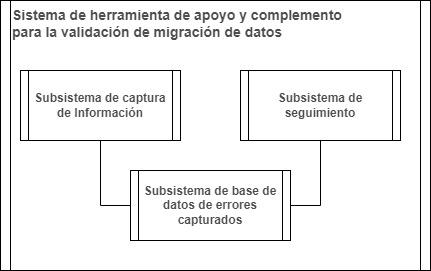 Sistema de herramienta de apoyo y complemento
para la validación de migración de datos
Subsistema de captura
de Información
Subsistema de
seguimiento
Subsistema de base de
datos de errores
capturados